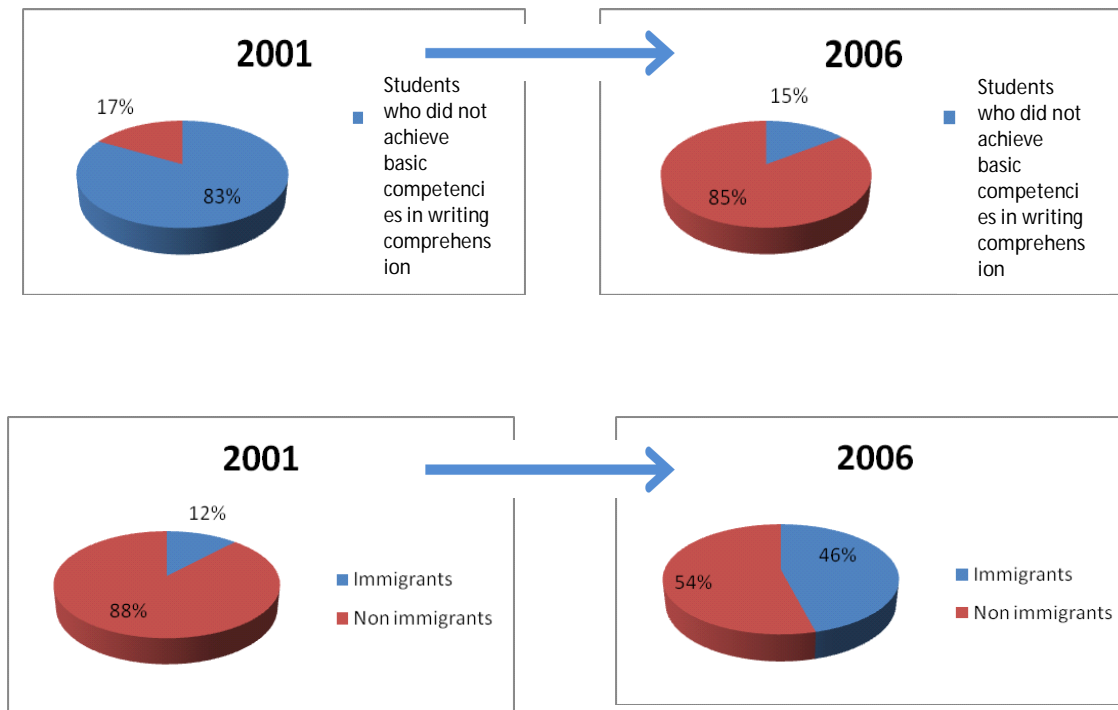 2001
17%
83%
Students
who did not
achieve
basic
competenci
es in writing
comprehens
ion
2006
15%
85%
Students
who did not
achieve
basic
competenci
es in writing
comprehens
ion
2001
12%
88%
Immigrants
Non immigrants
2006
46%
54%
Immigrants
Non immigrants